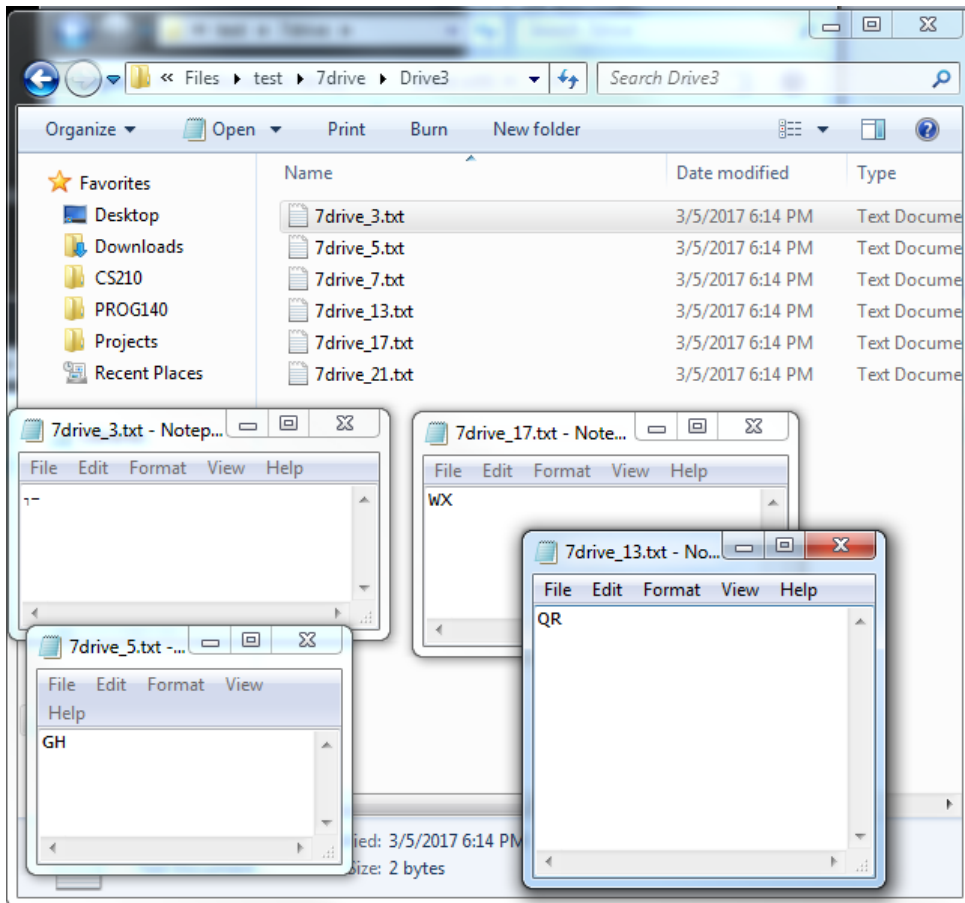 « Files test 7drive Drive3 Search Drive3
Organize Open Print Burn New folder
Favorites
Desktop
Downloads
CS210
PROG140
Projects
Recent Places
Name Date modified Type
7drive_3.txt 3/5/2017 6:14 PM Text Docume
7drive_5.txt 3/5/2017 6:14 PM Text Docume
7drive_7.txt 3/5/2017 6:14 PM Text Docume
7drive_13.txt 3/5/2017 6:14 PM Text Docume
7drive_17.txt 3/5/2017 6:14 PM Text Docume
7drive_21.txt 3/5/2017 6:14 PM Text Docume
7drive_3.txt - Notep...
File Edit Format View Help
7drive_17.txt - Note...
File Edit Format View Help
WX
7drive_13.txt - No...
File Edit Format View Help
QR
7drive_5.txt -...
File Edit Format View
Help
GH
ied: 3/5/2017 6:14 PM
Size: 2 bytes